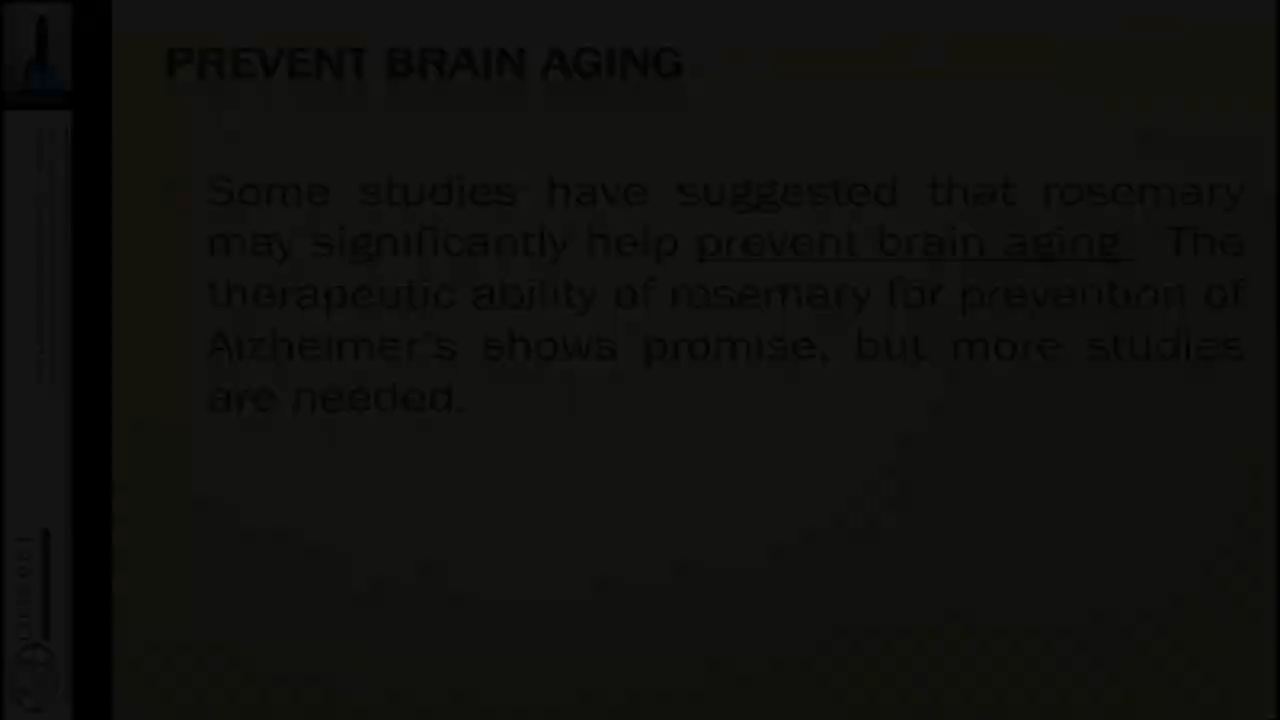 PREVENT BRAIN AGING
Some studies have suggested that rosemary
may significantly help prevent brain aging. The
therapeutic ability of rosemary for prevention of
Alzheimer's shows promise, but more studies
are needed.